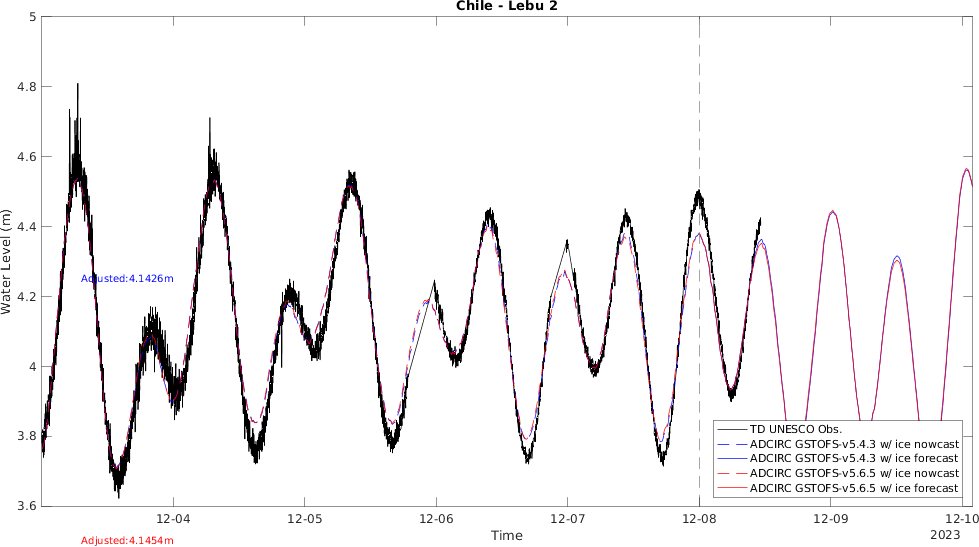 Chile - Lebu 2
5
4.8
4.6
4.4
4.2
4
3.8
3.6
Water Level (m)
Adjusted:4.1426m
TD UNESCO Obs.
ADCIRC GSTOFS-v5.4.3 w/ ice nowcast
ADCIRC GSTOFS-v5.4.3 w/ ice forecast
ADCIRC GSTOFS-v5.6.5 w/ ice nowcast
ADCIRC GSTOFS-v5.6.5 w/ ice forecast
12-04 12-05 12-06 12-07 12-08 12-09 12-10
Time
2023
Adjusted:4.1454m